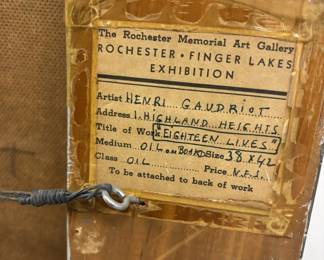 The Rochester Memorial Art Gallery
ROCHESTER • FINGER LAKES
EXHIBITION
Artist HENRI GAUDRIOT
Address 1 HIGHLAND HEIGHTS
Title of Work "EIGHTEEN LIVES"
Medium OIL ON BOARD Size 38 X 42
Class OIL Price N.F.S.
To be attached to back of work